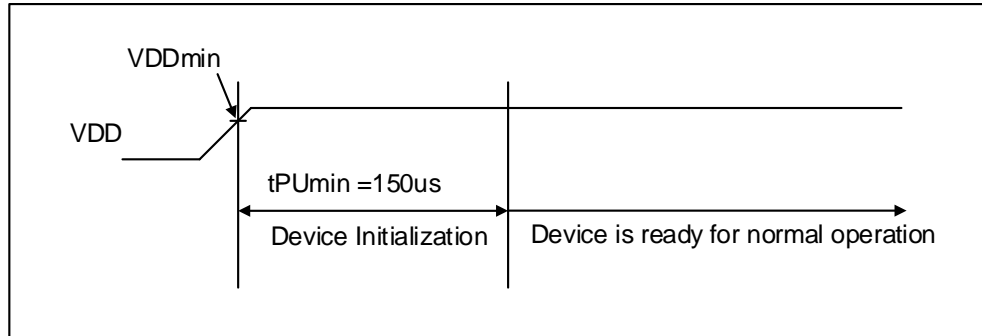 VDDmin
VDD
tPUmin =150us
Device Initialization
Device is ready for normal operation